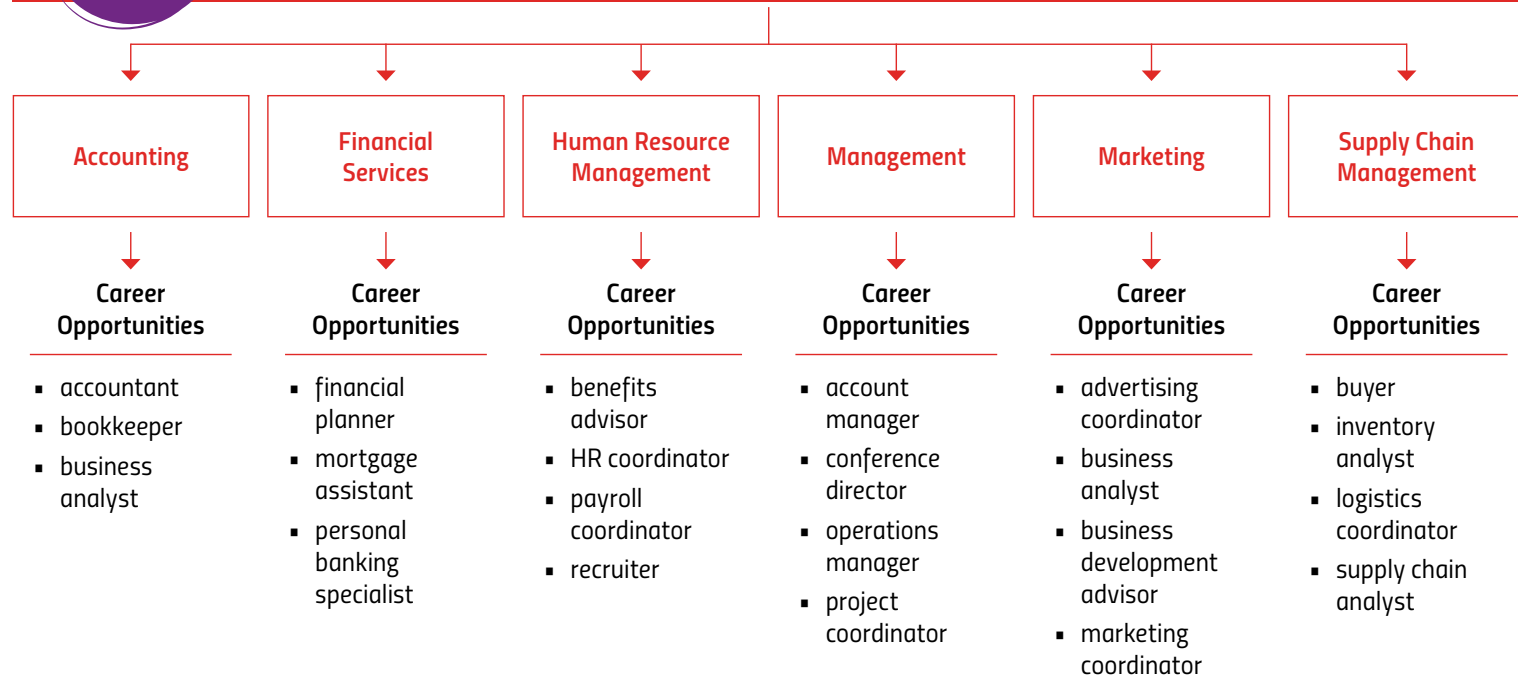 Accounting
Financial
Services
Human Resource
Management
Management
Marketing
Supply Chain
Management
Career
Opportunities
▪ accountant
▪ bookkeeper
▪ business
analyst
Career
Opportunities
▪ financial
planner
▪ mortgage
assistant
▪ personal
banking
specialist
Career
Opportunities
▪ benefits
advisor
▪ HR coordinator
▪ payroll
coordinator
▪ recruiter
Career
Opportunities
▪ account
manager
▪ conference
director
▪ operations
manager
▪ project
coordinator
Career
Opportunities
▪ advertising
coordinator
▪ business
analyst
▪ business
development
advisor
▪ marketing
coordinator
Career
Opportunities
▪ buyer
▪ inventory
analyst
▪ logistics
coordinator
▪ supply chain
analyst